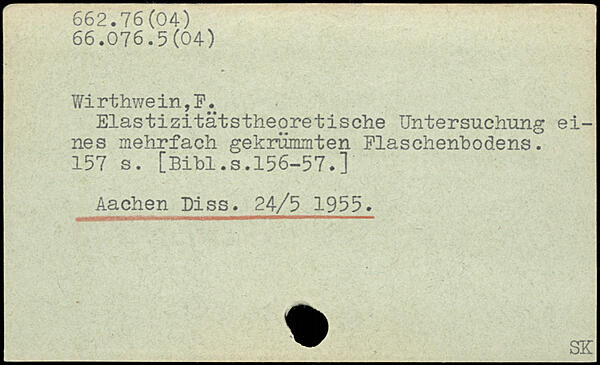 662.76(04)
66.076.5(04)
Wirthwein,F.
Elastizitätstheoretische Untersuchung ei-
nes mehrfach gekrümmten Flaschenbodens.
157 s. [Bibl.s.156-57.]
Aachen Diss. 24/5 1955.
SK